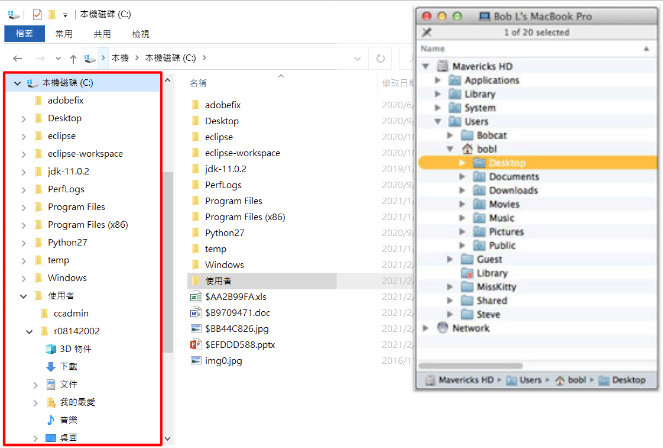 本機磁碟 (C:)
檔案 常用 共用 檢視
本機 本機磁碟 (C:)
本機磁碟 (C:)
adobefix
Desktop
eclipse
eclipse-workspace
jdk-11.0.2
PerfLogs
Program Files
Program Files (x86)
Python27
temp
Windows
使用者
ccadmin
r08142002
3D 物件
下載
文件
我的最愛
音樂
桌面
名稱 修改日期
adobefix 2020/6/
Desktop 2020/9/
eclipse 2020/10
eclipse-workspace 2020/10
jdk-11.0.2 2019/1
PerfLogs 2020/9/
Program Files 2021/1
Program Files (x86) 2021/1
Python27 2020/9/
temp 2021/1
Windows 2021/2/
使用者 2021/2/
$AA2B99FA.xls 2021/2/
$B9709471.doc 2021/2/
$BB44C826.jpg 2021/2/
$EFDDD588.pptx 2021/2/
img0.jpg 2016/1
Bob L's MacBook Pro
1 of 20 selected
Name
Mavericks HD
Applications
Library
System
Users
Bobcat
bobl
Desktop
Documents
Downloads
Movies
Music
Pictures
Public
Guest
Library
MissKitty
Shared
Steve
Network
Mavericks HD Users bobl Desktop